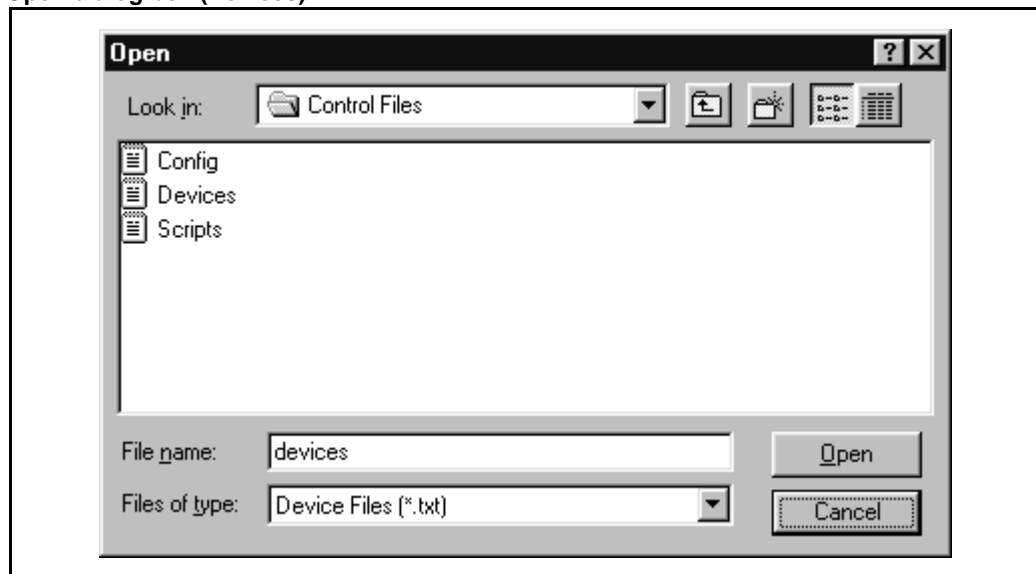 Open
Look in:
Control Files
Config
Devices
Scripts
File name:
devices
Open
Files of type:
Device Files (*.txt)
Cancel